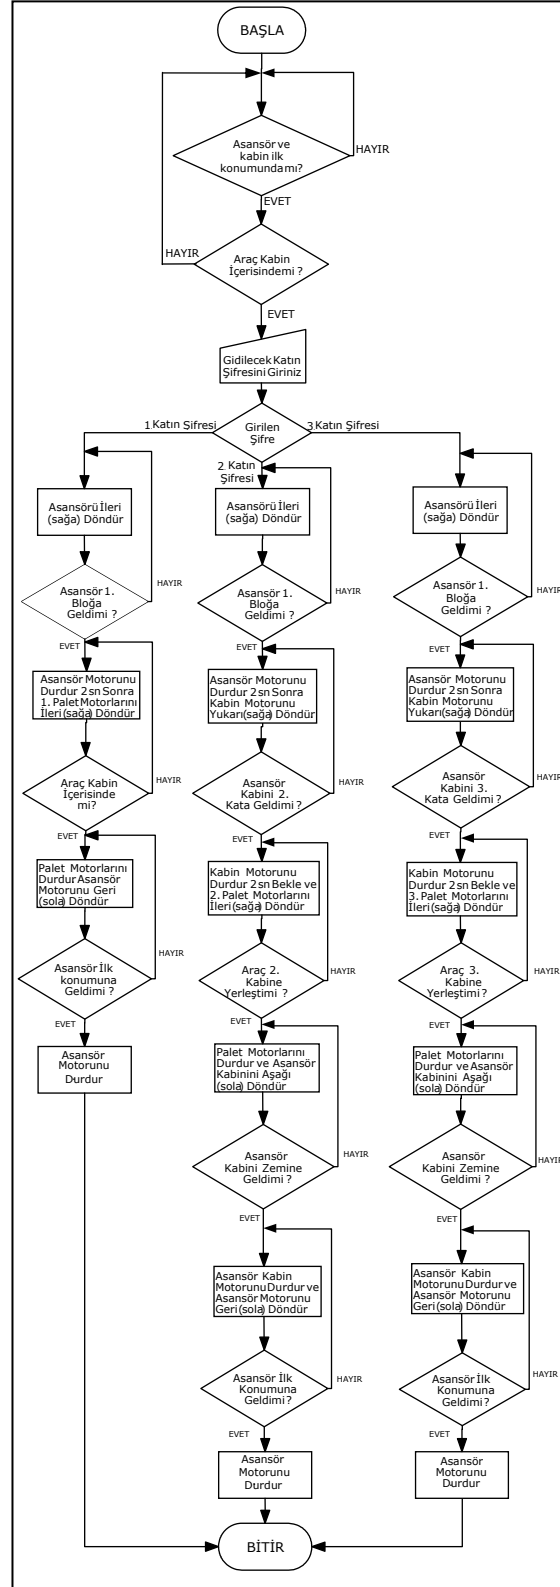 BAŞLA
Asansör ve
kabin ilk
konumundamı?
HAYIR
EVET
HAYIR
Araç Kabin
İçerisindemi ?
EVET
Gidilecek Katın
Şifresini Giriniz
1.Katın Şifresi
Girilen
Şifre
3.Katın Şifresi
2. Katın
Şifresi
Asansörü İleri
(sağa) Döndür
Asansör 1.
Bloğa
Geldimi ?
HAYIR
EVET
Asansör Motorunu
Durdur 2sn Sonra
1. Palet Motorlarını
İleri (sağa) Döndür
Araç Kabin
İçerisinde
mi?
HAYIR
EVET
Palet Motorlarını
Durdur Asansör
Motorunu Geri
(sola) Döndür
Asansör İlk
konumuna
Geldimi ?
HAYIR
EVET
Asansör
Motorunu
Durdur
Asansörü İleri
(sağa) Döndür
Asansör 1.
Bloğa
Geldimi ?
HAYIR
EVET
Asansör Motorunu
Durdur 2sn Sonra
Kabin Motorunu
Yukarı (sağa) Döndür
Asansör
Kabini 2.
Kata Geldimi ?
HAYIR
EVET
Kabin Motorunu
Durdur 2sn Bekle ve
2. Palet Motorlarını
İleri (sağa) Döndür
Araç 2.
Kabine
Yerleştimi ?
HAYIR
EVET
Palet Motorlarını
Durdur ve Asansör
Kabinini Aşağı
(sola) Döndür
Asansör
Kabini Zemine
Geldimi ?
HAYIR
EVET
Asansör Kabin
Motorunu Durdur ve
Asansör Motorunu
Geri (sola) Döndür
Asansör İlk
Konumuna
Geldimi ?
HAYIR
EVET
Asansör
Motorunu
Durdur
Asansörü İleri
(sağa) Döndür
Asansör 1.
Bloğa
Geldimi ?
HAYIR
EVET
Asansör Motorunu
Durdur 2sn Sonra
Kabin Motorunu
Yukarı (sağa) Döndür
Asansör
Kabini 3.
Kata Geldimi ?
HAYIR
EVET
Kabin Motorunu
Durdur 2sn Bekle ve
3. Palet Motorlarını
İleri (sağa) Döndür
Araç 3.
Kabine
Yerleştimi ?
HAYIR
EVET
Palet Motorlarını
Durdur ve Asansör
Kabinini Aşağı
(sola) Döndür
Asansör
Kabini Zemine
Geldimi ?
HAYIR
EVET
Asansör Kabin
Motorunu Durdur ve
Asansör Motorunu
Geri (sola) Döndür
Asansör İlk
Konumuna
Geldimi ?
HAYIR
EVET
Asansör
Motorunu
Durdur
BİTİR